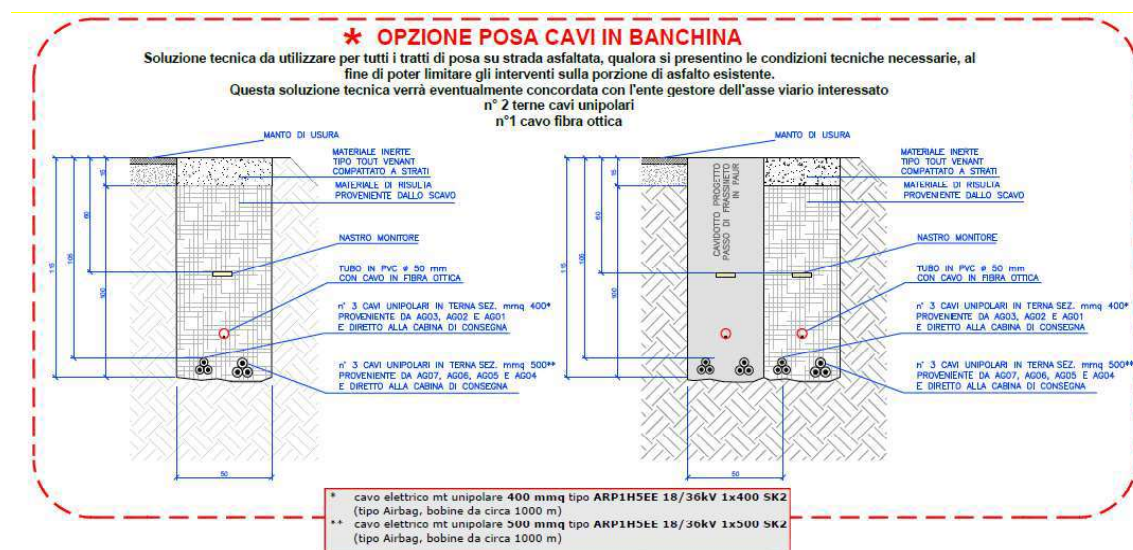 * OPZIONE POSA CAVI IN BANCHINA
Soluzione tecnica da utilizzare per tutti i tratti di posa su strada asfaltata, qualora si presentino le condizioni tecniche necessarie, al
fine di poter limitare gli interventi sulla porzione di asfalto esistente.
Questa soluzione tecnica verrà eventualmente concordata con l'ente gestore dell'asse viario interessato
n° 2 terne cavi unipolari
n°1 cavo fibra ottica
MANTO DI USURA
MATERIALE INERTE
TIPO TOUT VENANT
COMPATTATO A STRATI
MATERIALE DI RISULTA
PROVENIENTE DALLO SCAVO
NASTRO MONITORE
TUBO IN PVC ø 50 mm
CON CAVO IN FIBRA OTTICA
n° 3 CAVI UNIPOLARI IN TERNA SEZ. mmq 400*
PROVENIENTE DA AG03, AG02 E AG01
E DIRETTO ALLA CABINA DI CONSEGNA
n° 3 CAVI UNIPOLARI IN TERNA SEZ. mmq 500**
PROVENIENTE DA AG07, AG06, AG05 E AG04
E DIRETTO ALLA CABINA DI CONSEGNA
15
60
105
115
100
50
MANTO DI USURA
MATERIALE INERTE
TIPO TOUT VENANT
COMPATTATO A STRATI
MATERIALE DI RISULTA
PROVENIENTE DALLO SCAVO
CAVIDOTTO PROGETTO
PASSO DI FRASSINETO
IN PAUR
NASTRO MONITORE
TUBO IN PVC ø 50 mm
CON CAVO IN FIBRA OTTICA
n° 3 CAVI UNIPOLARI IN TERNA SEZ. mmq 400*
PROVENIENTE DA AG03, AG02 E AG01
E DIRETTO ALLA CABINA DI CONSEGNA
n° 3 CAVI UNIPOLARI IN TERNA SEZ. mmq 500**
PROVENIENTE DA AG07, AG06, AG05 E AG04
E DIRETTO ALLA CABINA DI CONSEGNA
15
60
105
115
100
50
* cavo elettrico mt unipolare 400 mmq tipo ARP1H5EE 18/36kV 1x400 SK2
(tipo Airbag, bobine da circa 1000 m)
** cavo elettrico mt unipolare 500 mmq tipo ARP1H5EE 18/36kV 1x500 SK2
(tipo Airbag, bobine da circa 1000 m)